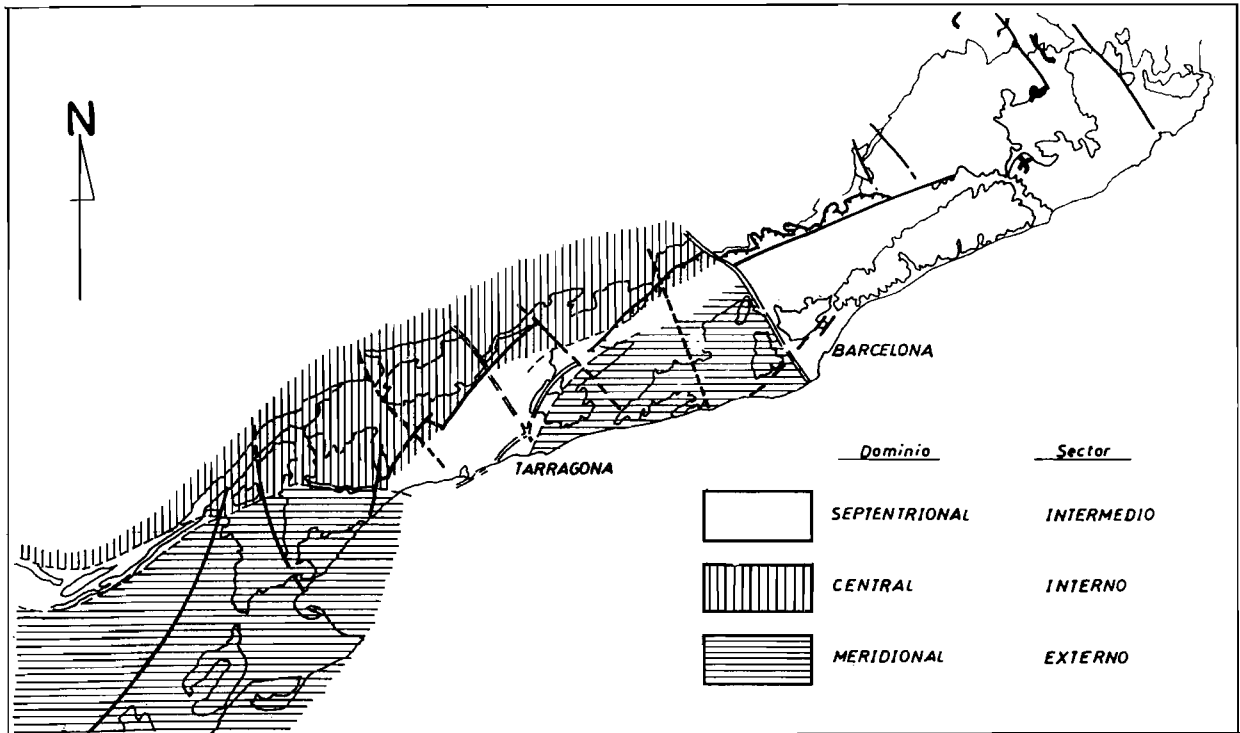 N
BARCELONA
TARRAGONA
Dominio Sector
SEPTENTRIONAL INTERMEDIO
CENTRAL INTERNO
MERIDIONAL EXTERNO